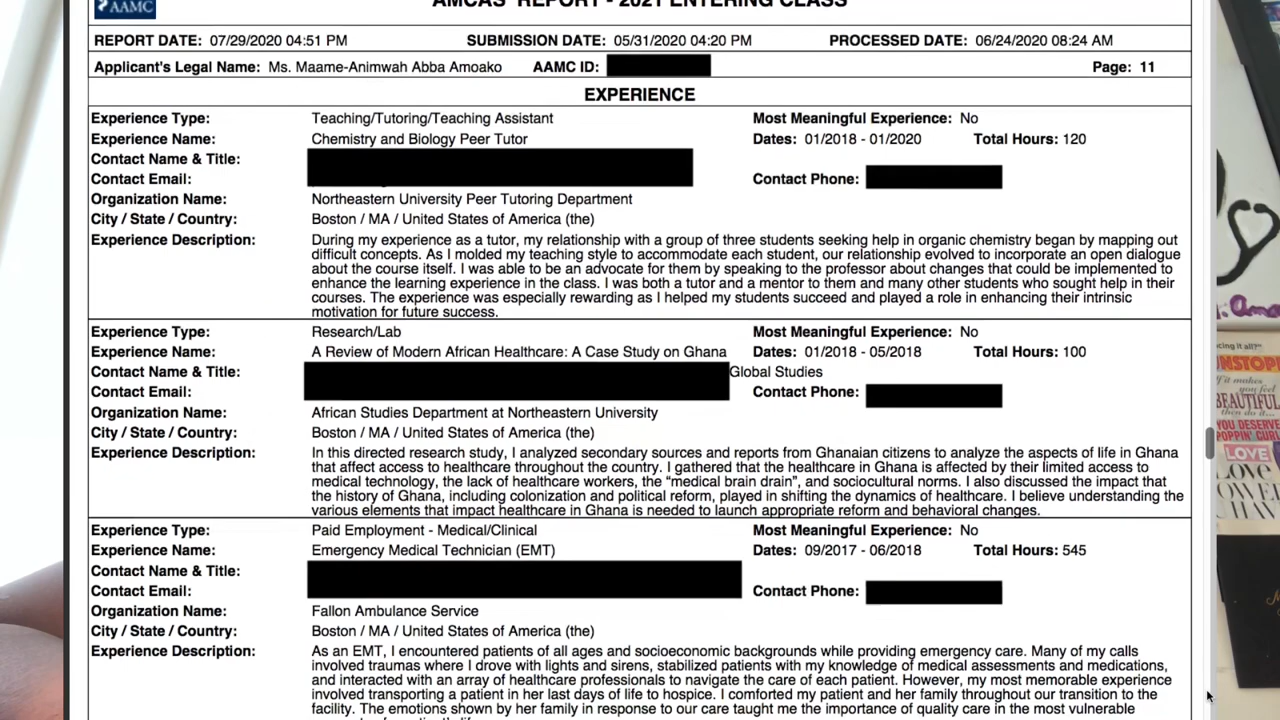 AAMC
AMCAS REPORT - 2021 ENTERING CLASS
REPORT DATE: 07/29/2020 04:51 PM SUBMISSION DATE: 05/31/2020 04:20 PM PROCESSED DATE: 06/24/2020 08:24 AM
Applicant's Legal Name: Ms. Maame-Animwah Abba Amoako AAMC ID: Page: 11
EXPERIENCE
Experience Type: Teaching/Tutoring/Teaching Assistant Most Meaningful Experience: No
Experience Name: Chemistry and Biology Peer Tutor Dates: 01/2018 - 01/2020 Total Hours: 120
Contact Name & Title:
Contact Email: Contact Phone:
Organization Name: Northeastern University Peer Tutoring Department
City / State / Country: Boston / MA / United States of America (the)
Experience Description: During my experience as a tutor, my relationship with a group of three students seeking help in organic chemistry began by mapping out
difficult concepts. As I molded my teaching style to accommodate each student, our relationship evolved to incorporate an open dialogue
about the course itself. I was able to be an advocate for them by speaking to the professor about changes that could be implemented to
enhance the learning experience in the class. I was both a tutor and a mentor to them and many other students who sought help in their
courses. The experience was especially rewarding as I helped my students succeed and played a role in enhancing their intrinsic
motivation for future success.
Experience Type: Research/Lab Most Meaningful Experience: No
Experience Name: A Review of Modern African Healthcare: A Case Study on Ghana Dates: 01/2018 - 05/2018 Total Hours: 100
Contact Name & Title: Global Studies
Contact Email: Contact Phone:
Organization Name: African Studies Department at Northeastern University
City / State / Country: Boston / MA / United States of America (the)
Experience Description: In this directed research study, I analyzed secondary sources and reports from Ghanaian citizens to analyze the aspects of life in Ghana
that affect access to healthcare throughout the country. I gathered that the healthcare in Ghana is affected by their limited access to
medical technology, the lack of healthcare workers, the “medical brain drain”, and sociocultural norms. I also discussed the impact that
the history of Ghana, including colonization and political reform, played in shifting the dynamics of healthcare. I believe understanding the
various elements that impact healthcare in Ghana is needed to launch appropriate reform and behavioral changes.
Experience Type: Paid Employment - Medical/Clinical Most Meaningful Experience: No
Experience Name: Emergency Medical Technician (EMT) Dates: 09/2017 - 06/2018 Total Hours: 545
Contact Name & Title:
Contact Email: Contact Phone:
Organization Name: Fallon Ambulance Service
City / State / Country: Boston / MA / United States of America (the)
Experience Description: As an EMT, I encountered patients of all ages and socioeconomic backgrounds while providing emergency care. Many of my calls
involved traumas where I drove with lights and sirens, stabilized patients with my knowledge of medical assessments and medications,
and interacted with an array of healthcare professionals to navigate the care of each patient. However, my most memorable experience
involved transporting a patient in her last days of life to hospice. I comforted my patient and her family throughout our transition to the
facility. The emotions shown by her family in response to our care taught me the importance of quality care in the most vulnerable
cing it all?"
UNSTOP
If it makes
you feel
BEAUTIFUL
then do it...
YOU DESERVE
POPPIN' CURL
LOVE